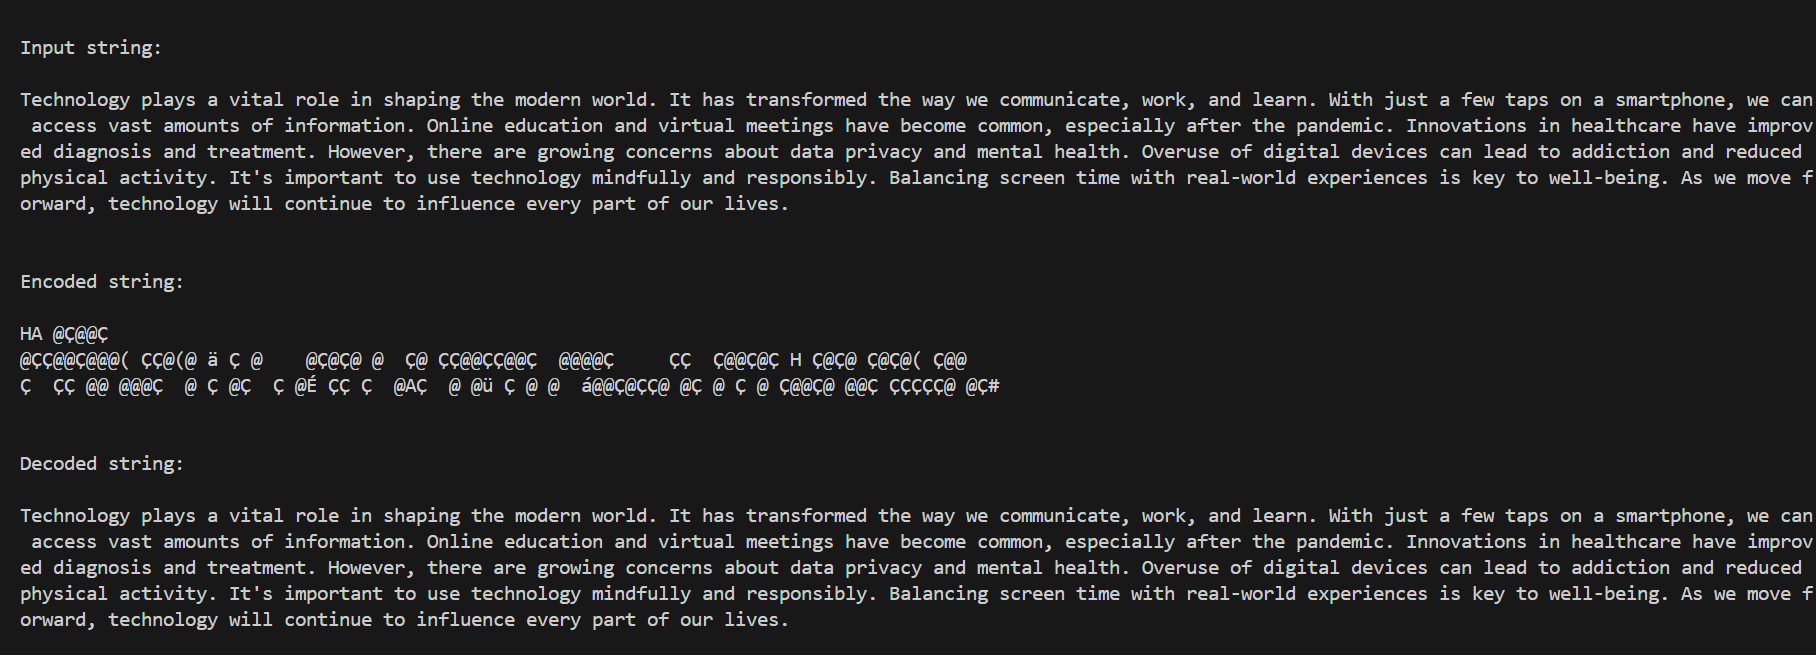 Input string:
Technology plays a vital role in shaping the modern world. It has transformed the way we communicate, work, and learn. With just a few taps on a smartphone, we can
access vast amounts of information. Online education and virtual meetings have become common, especially after the pandemic. Innovations in healthcare have improv
ed diagnosis and treatment. However, there are growing concerns about data privacy and mental health. Overuse of digital devices can lead to addiction and reduced
physical activity. It's important to use technology mindfully and responsibly. Balancing screen time with real-world experiences is key to well-being. As we move f
orward, technology will continue to influence every part of our lives.
Encoded string:
HA @Ç@@Ç
@ÇÇ@@Ç@@@( ÇÇ@(@ ä Ç @    @Ç@Ç@ @  Ç@ ÇÇ@@ÇÇ@@Ç  @@@@Ç     ÇÇ  Ç@@Ç@Ç H Ç@Ç@ Ç@Ç@( Ç@@
Ç  ÇÇ @@ @@@Ç  @ Ç @Ç  Ç @É ÇÇ Ç  @AÇ  @ @ü Ç @ @  á@@Ç@ÇÇ@ @Ç @ Ç @ Ç@@Ç@ @@Ç ÇÇÇÇÇ@ @Ç#
Decoded string:
Technology plays a vital role in shaping the modern world. It has transformed the way we communicate, work, and learn. With just a few taps on a smartphone, we can
access vast amounts of information. Online education and virtual meetings have become common, especially after the pandemic. Innovations in healthcare have improv
ed diagnosis and treatment. However, there are growing concerns about data privacy and mental health. Overuse of digital devices can lead to addiction and reduced
physical activity. It's important to use technology mindfully and responsibly. Balancing screen time with real-world experiences is key to well-being. As we move f
orward, technology will continue to influence every part of our lives.